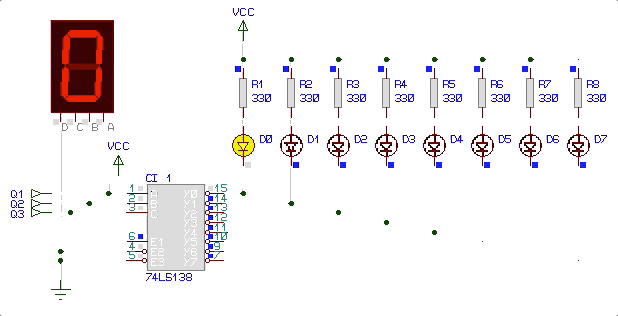 VCC
0
R1 R2 R3 R4 R5 R6 R7 R8
330 330 330 330 330 330 330 330
D C B A
D0 D1 D2 D3 D4 D5 D6 D7
VCC
CI 1
Q1
Q2
Q3
1 A Y0 15
2 B Y1 14
3 C Y2 13
Y3 12
Y4 11
6 E1 Y5 10
4 E2 Y6 9
5 E3 Y7 7
74LS138